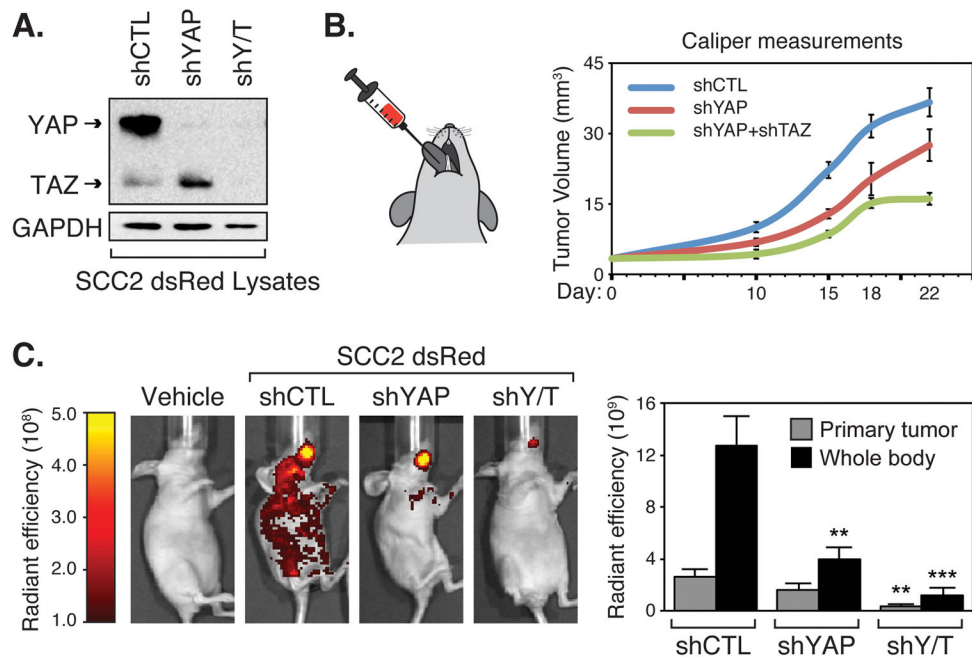 A.
shCTL
shYAP
shY/T
YAP →
TAZ →
GAPDH
SCC2 dsRed Lysates
B.
Caliper measurements
Tumor Volume (mm³)
45
30
15
0
shCTL
shYAP
shYAP+shTAZ
Day: 0 10 15 18 22
C.
SCC2 dsRed
Vehicle shCTL shYAP shY/T
Radiant efficiency (10⁸)
5.0
4.0
3.0
2.0
1.0
Radiant efficiency (10⁹)
16
12
8
4
0
Primary tumor
Whole body
**
** ***
shCTL shYAP shY/T